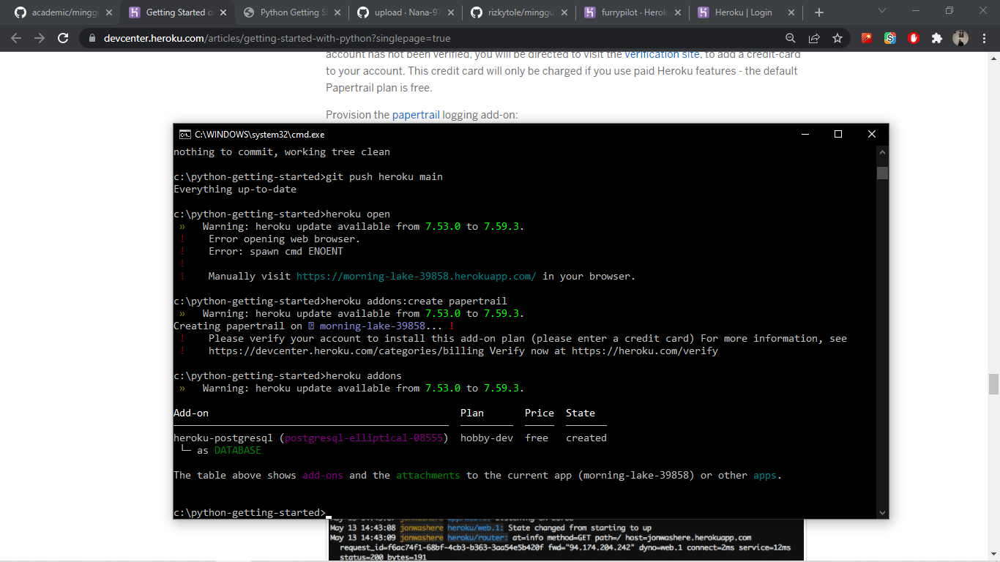 academic/mingg
Getting Started o
Python Getting S
upload · Nana-97
rizkytole/minggu
furrypilot · Herok
Heroku | Login
devcenter.heroku.com/articles/getting-started-with-python?singlepage=true
account has not been verified, you will be directed to visit the verification site, to add a credit-card
to your account. This credit card will only be charged if you use paid Heroku features - the default
Papertrail plan is free.
Provision the papertrail logging add-on:
C:\WINDOWS\system32\cmd.exe
nothing to commit, working tree clean
c:\python-getting-started>git push heroku main
Everything up-to-date
c:\python-getting-started>heroku open
» Warning: heroku update available from 7.53.0 to 7.59.3.
! Error opening web browser.
! Error: spawn cmd ENOENT
!
! Manually visit https://morning-lake-39858.herokuapp.com/ in your browser.
c:\python-getting-started>heroku addons:create papertrail
» Warning: heroku update available from 7.53.0 to 7.59.3.
Creating papertrail on morning-lake-39858... !
! Please verify your account to install this add-on plan (please enter a credit card) For more information, see
! https://devcenter.heroku.com/categories/billing Verify now at https://heroku.com/verify
c:\python-getting-started>heroku addons
» Warning: heroku update available from 7.53.0 to 7.59.3.
Add-on Plan Price State
heroku-postgresql (postgresql-elliptical-08555) hobby-dev free created
└─ as DATABASE
The table above shows add-ons and the attachments to the current app (morning-lake-39858) or other apps.
c:\python-getting-started>
May 13 14:43:08 jonwashere heroku/web.1: State changed from starting to up
May 13 14:43:09 jonwashere heroku/router: at=info method=GET path=/ host=jonwashere.herokuapp.com
request_id=f6ac74f1-68bf-4cb3-b363-3aa54e5b420f fwd="94.174.204.242" dyno=web.1 connect=2ms service=12ms
status=200 bytes=191